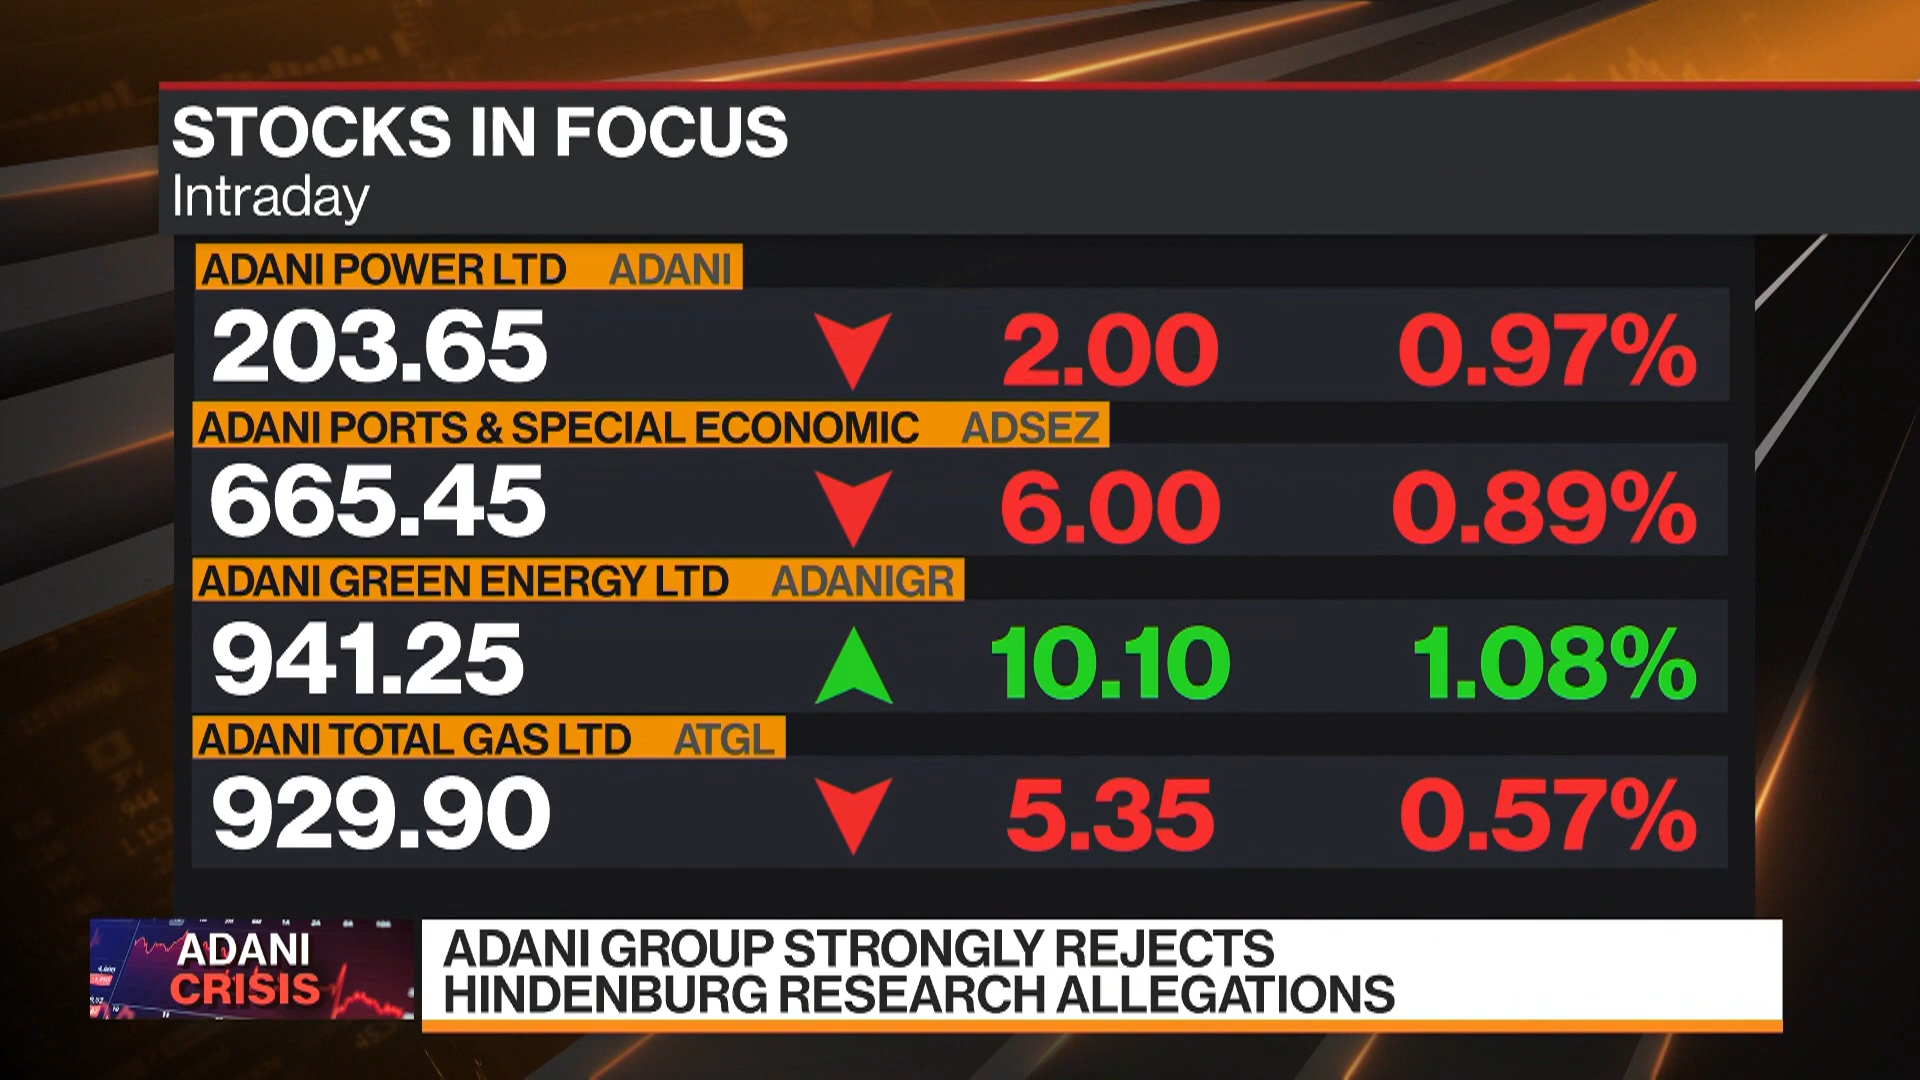 STOCKS IN FOCUS
Intraday
ADANI POWER LTD ADANI
203.65 2.00 0.97%
ADANI PORTS & SPECIAL ECONOMIC ADSEZ
665.45 6.00 0.89%
ADANI GREEN ENERGY LTD ADANIGR
941.25 10.10 1.08%
ADANI TOTAL GAS LTD ATGL
929.90 5.35 0.57%
ADANI
CRISIS
ADANI GROUP STRONGLY REJECTS
HINDENBURG RESEARCH ALLEGATIONS